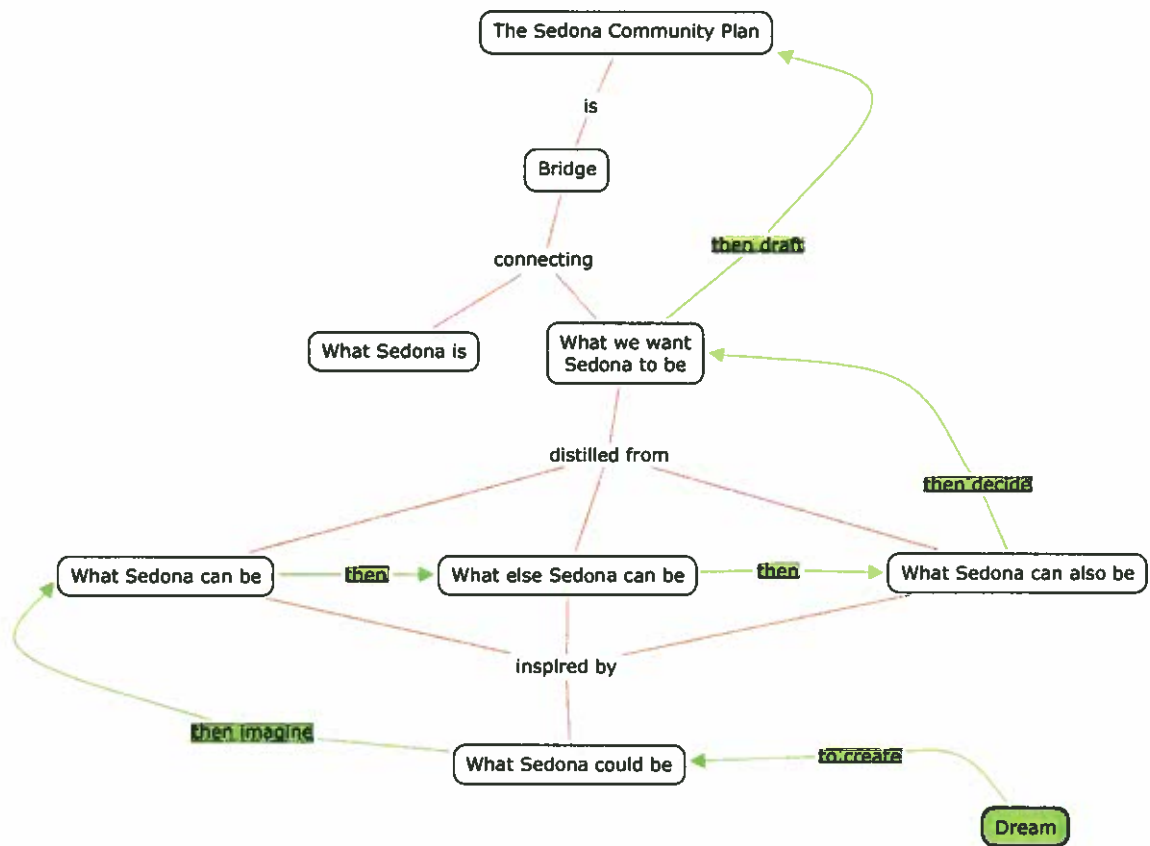 The Sedona Community Plan
is
Bridge
then draft
connecting
What Sedona is
What we want
Sedona to be
distilled from
then decide
What Sedona can be
then
What else Sedona can be
then
What Sedona can also be
inspired by
then imagine
What Sedona could be
to create
Dream